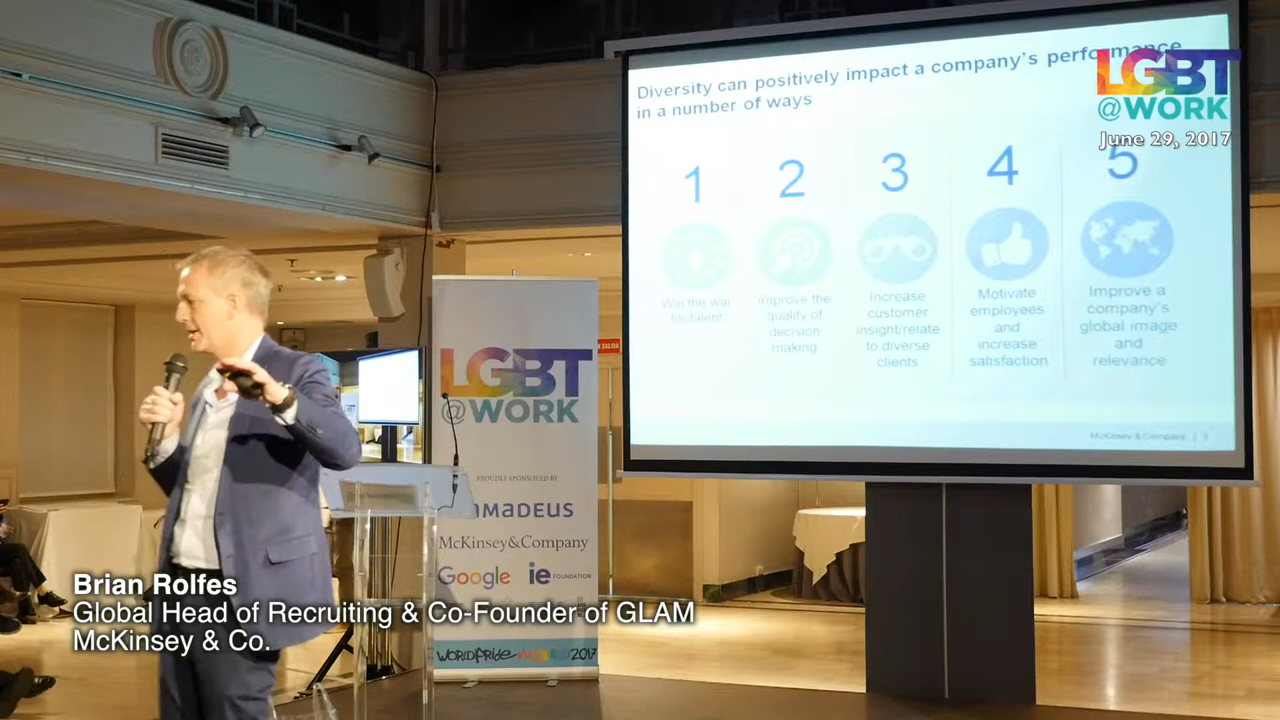 Diversity can positively impact a company's performance
in a number of ways
LGBT
@WORK
June 29, 2017
1
2
3
4
5
Win the war
for talent
Improve the
quality of
decision
making
Increase
customer
insight/relate
to diverse
clients
Motivate
employees
and
increase
satisfaction
Improve a
company's
global image
and
relevance
McKinsey & Company
LGBT
@WORK
PROUDLY SPONSORED BY
aMaDEUS
McKinsey&Company
Google
ie FOUNDATION
WORLDPRIDE MADRID 2017
SALIDA
Brian Rolfes
Global Head of Recruiting & Co-Founder of GLAM
McKinsey & Co.